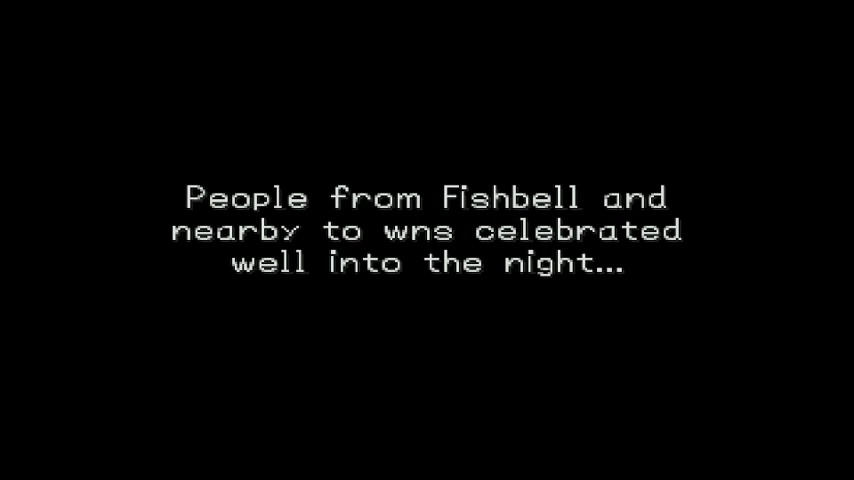 People from Fishbell and
nearby to wns celebrated
well into the night...